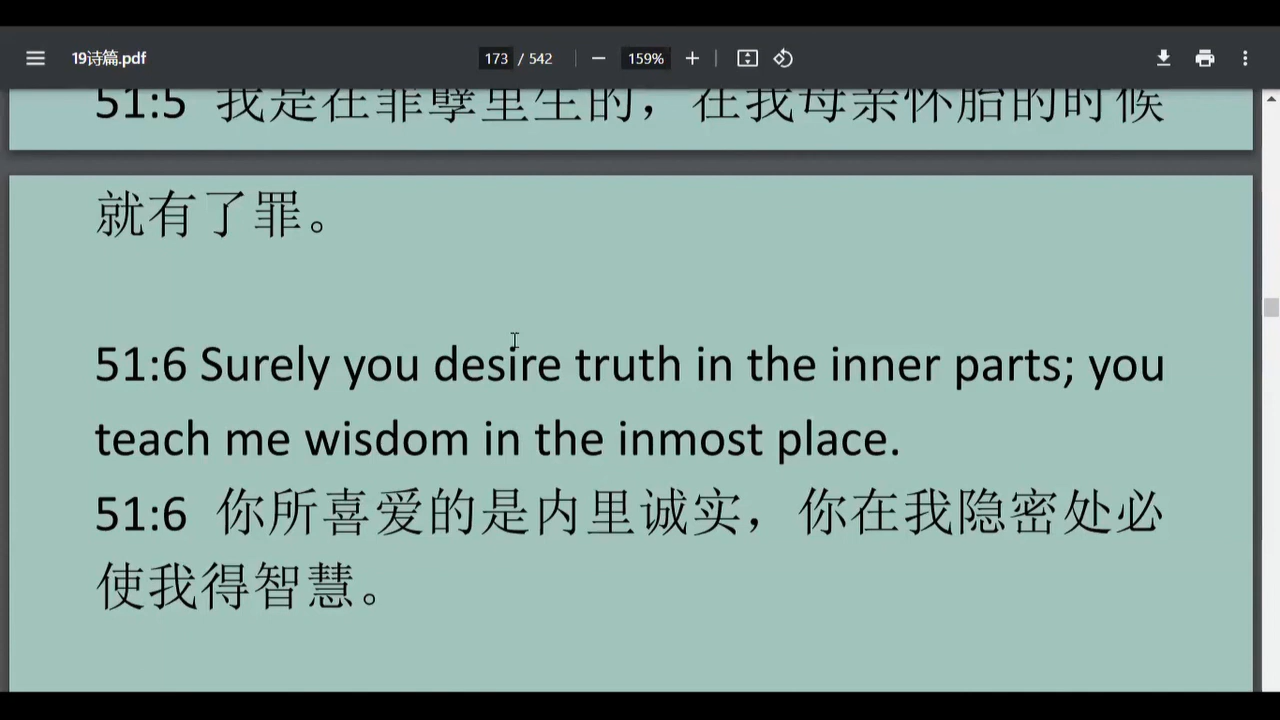 19诗篇.pdf
173 / 542
159%
51:5 我是在罪孽里生的，在我母亲怀胎的时候
就有了罪。
51:6 Surely you desire truth in the inner parts; you
teach me wisdom in the inmost place.
51:6 你所喜爱的是内里诚实，你在我隐密处必
使我得智慧。